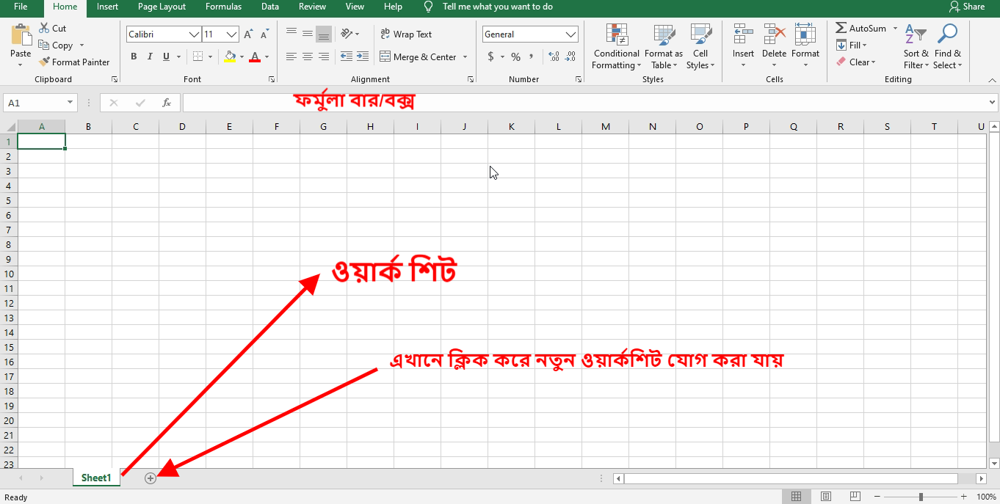 File Home Insert Page Layout Formulas Data Review View Help Tell me what you want to do Share
Cut
Copy
Format Painter
Paste
Clipboard
Calibri 11 A A
B I U A
Font
ab Wrap Text
Merge & Center
Alignment
General
$ % , .00 .00
Number
Conditional Formatting
Format as Table
Cell Styles
Styles
Insert Delete Format
Cells
AutoSum
Fill
Clear
Sort & Filter
Find & Select
Editing
A1 fx ফর্মুলা বার/বক্স
A B C D E F G H I J K L M N O P Q R S T U
1
2
3
4
5
6
7
8
9
ওয়ার্ক শিট
10
11
12
13
14
15
16 এখানে ক্লিক করে নতুন ওয়ার্কশিট যোগ করা যায়
17
18
19
20
21
22
23
Sheet1
Ready 100%